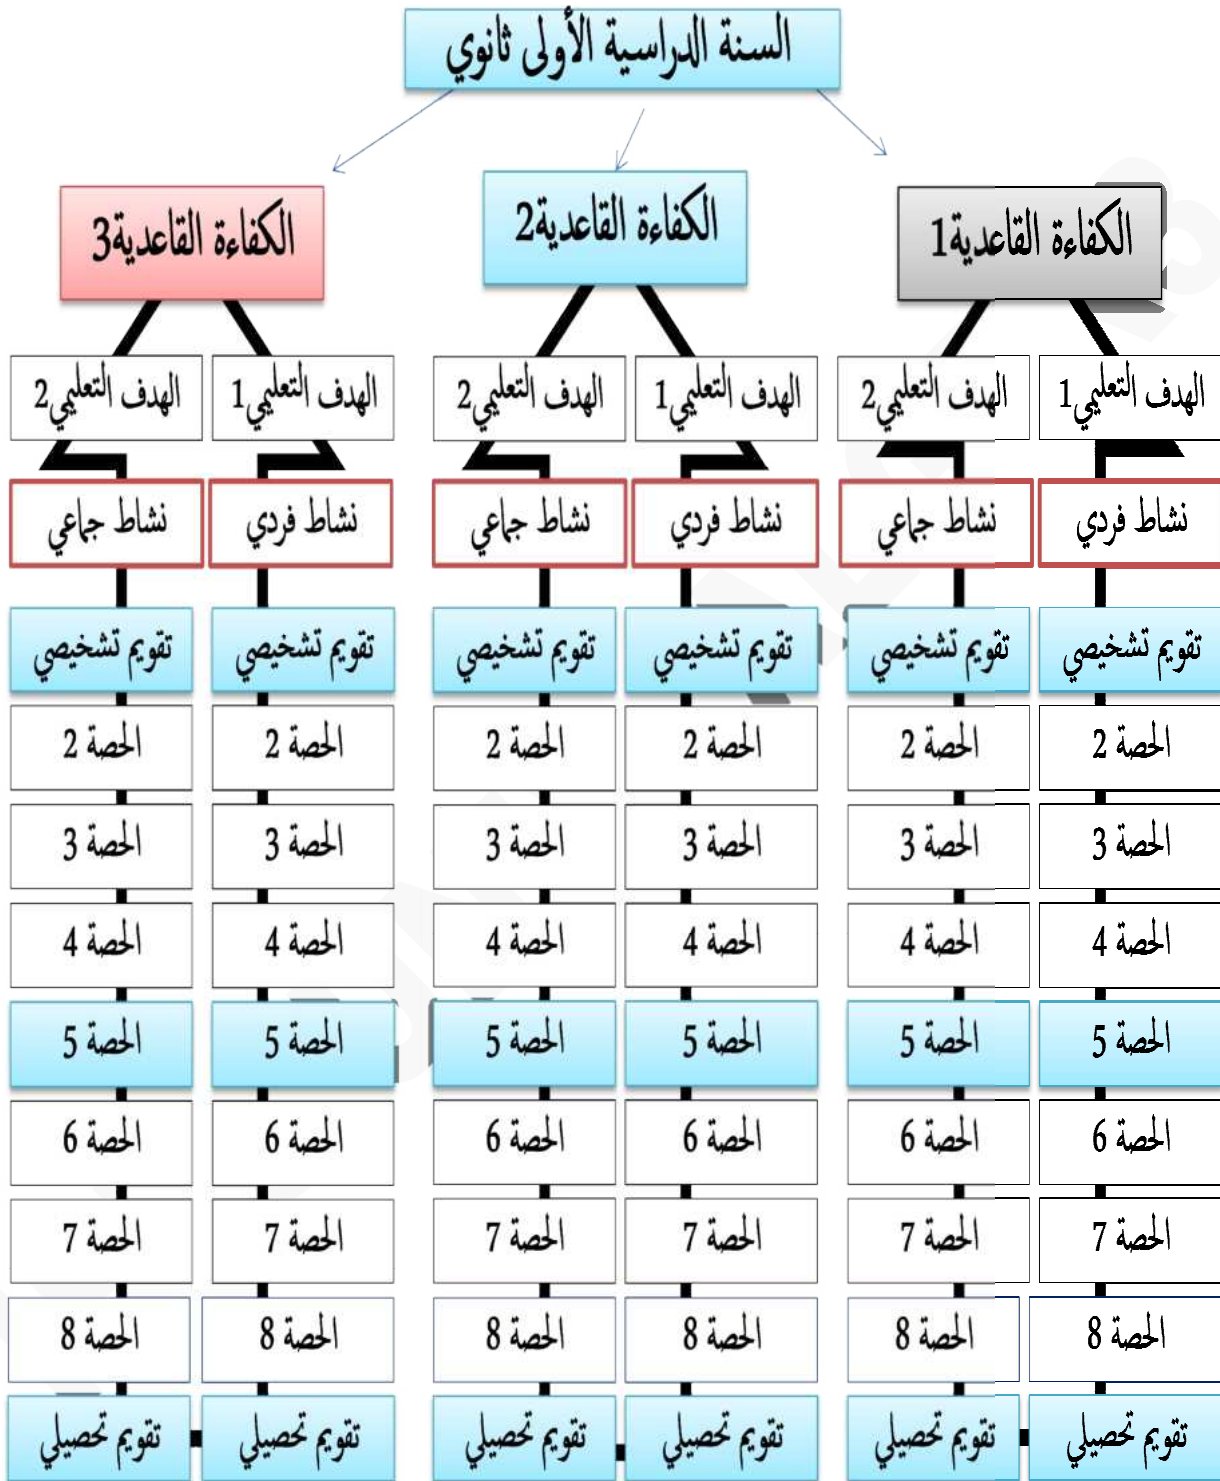 السنة الدراسية الأولى ثانوي
الكفاءة القاعدية1
الكفاءة القاعدية2
الكفاءة القاعدية3
الهدف التعليمي1
الهدف التعليمي2
الهدف التعليمي1
الهدف التعليمي2
الهدف التعليمي1
الهدف التعليمي2
نشاط فردي
نشاط جماعي
نشاط فردي
نشاط جماعي
نشاط فردي
نشاط جماعي
تقويم تشخيصي
تقويم تشخيصي
تقويم تشخيصي
تقويم تشخيصي
تقويم تشخيصي
تقويم تشخيصي
الحصة 2
الحصة 2
الحصة 2
الحصة 2
الحصة 2
الحصة 2
الحصة 3
الحصة 3
الحصة 3
الحصة 3
الحصة 3
الحصة 3
الحصة 4
الحصة 4
الحصة 4
الحصة 4
الحصة 4
الحصة 4
الحصة 5
الحصة 5
الحصة 5
الحصة 5
الحصة 5
الحصة 5
الحصة 6
الحصة 6
الحصة 6
الحصة 6
الحصة 6
الحصة 6
الحصة 7
الحصة 7
الحصة 7
الحصة 7
الحصة 7
الحصة 7
الحصة 8
الحصة 8
الحصة 8
الحصة 8
الحصة 8
الحصة 8
تقويم تحصيلي
تقويم تحصيلي
تقويم تحصيلي
تقويم تحصيلي
تقويم تحصيلي
تقويم تحصيلي